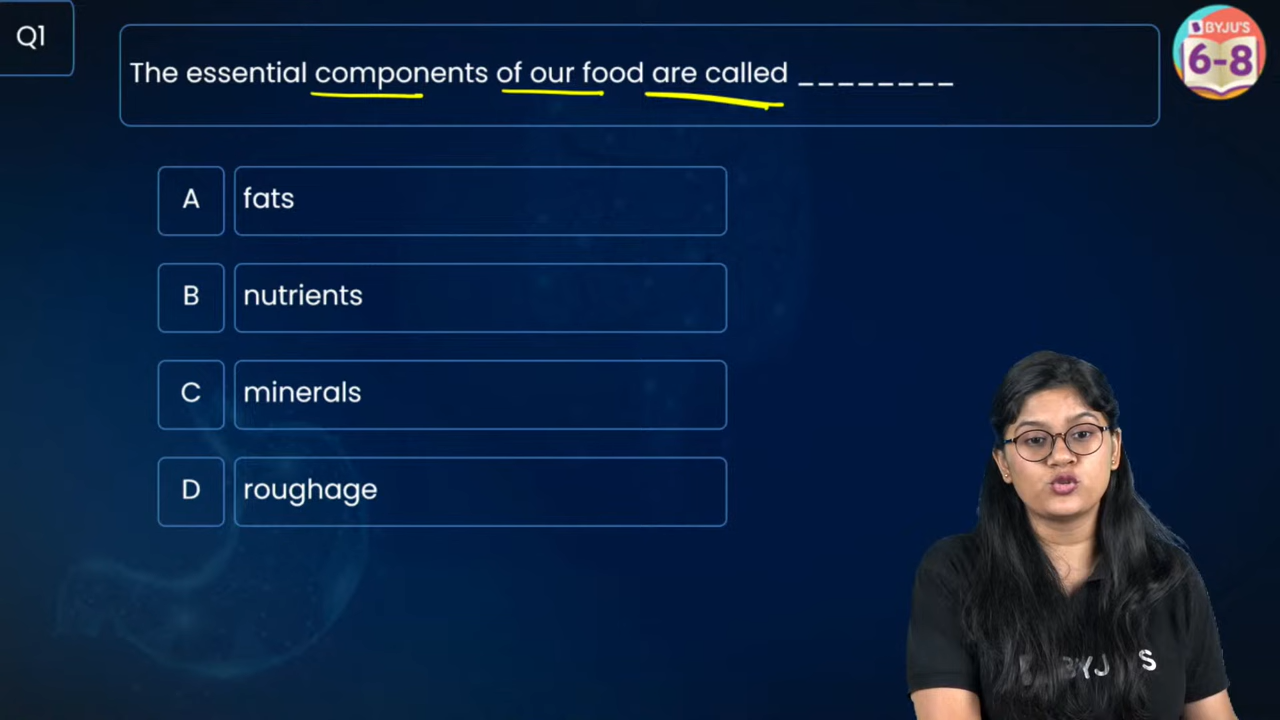 Q1
The essential components of our food are called ________
BYJU'S
6-8
A
fats
B
nutrients
C
minerals
D
roughage